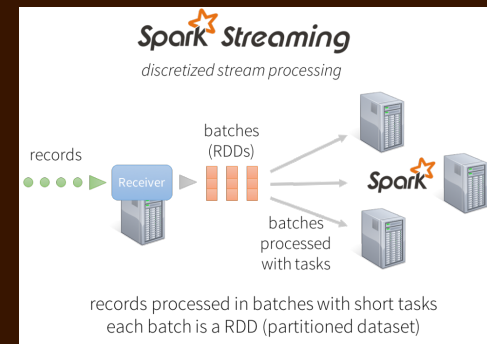 Spark Streaming
discretized stream processing
batches
(RDDs)
records
Receiver
Spark
batches
processed
with tasks
records processed in batches with short tasks
each batch is a RDD (partitioned dataset)